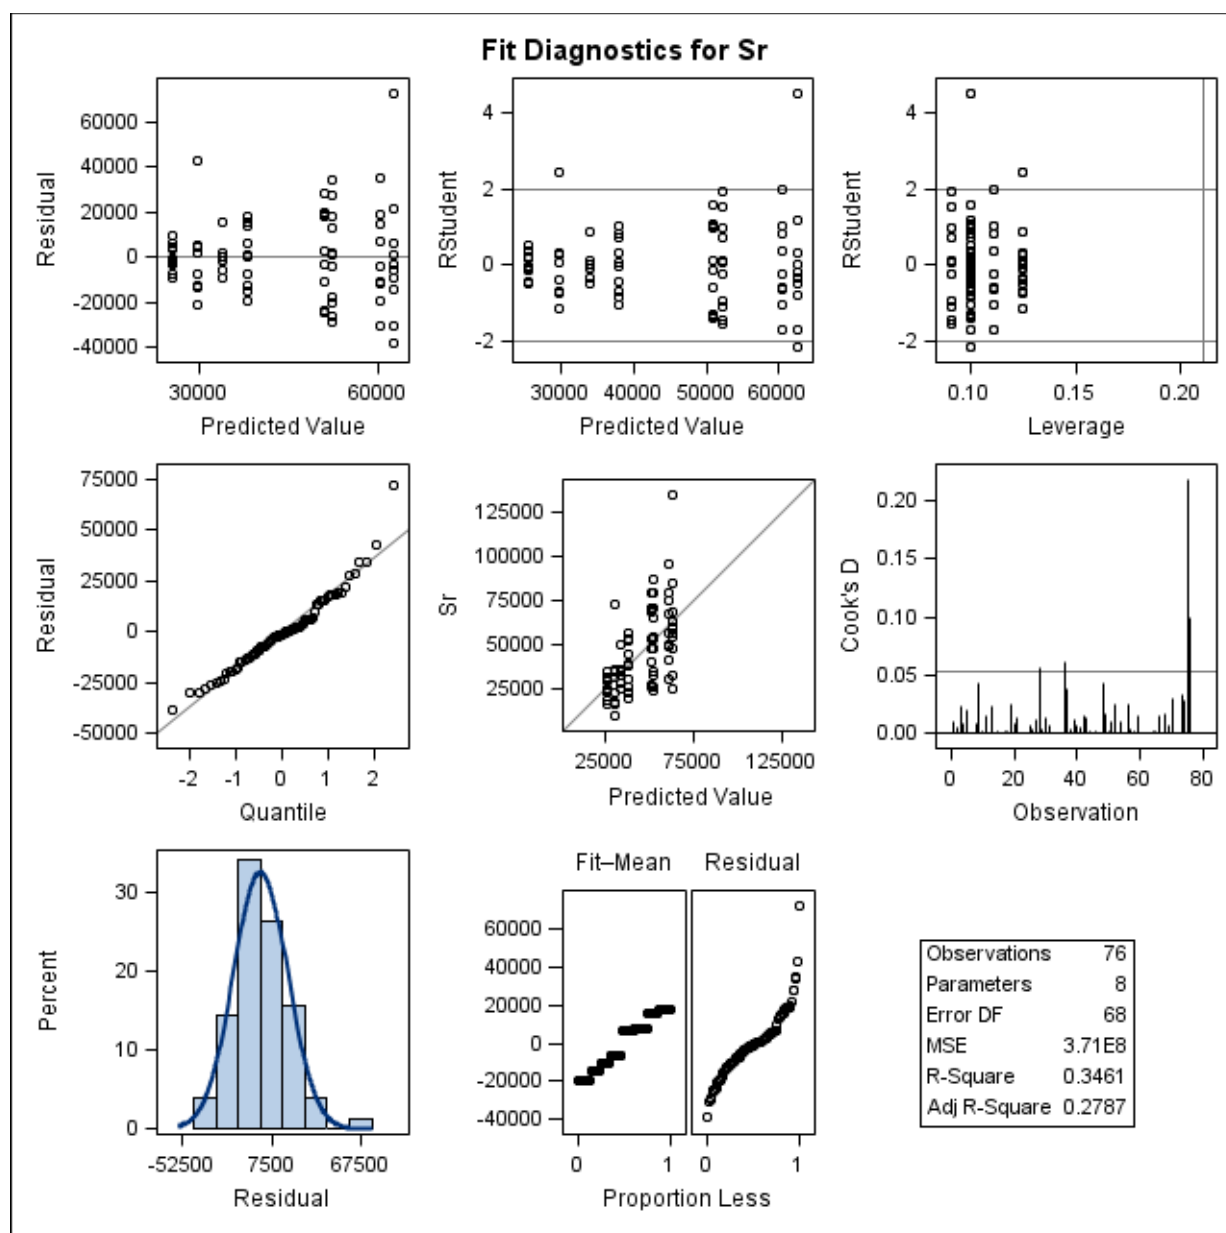 Fit Diagnostics for Sr
Residual
60000
40000
20000
0
-20000
-40000
30000 60000
Predicted Value
RStudent
4
2
0
-2
30000 40000 50000 60000
Predicted Value
RStudent
4
2
0
-2
0.10 0.15 0.20
Leverage
Residual
75000
50000
25000
0
-25000
-50000
-2 -1 0 1 2
Quantile
Sr
125000
100000
75000
50000
25000
25000 75000 125000
Predicted Value
Cook's D
0.20
0.15
0.10
0.05
0.00
0 20 40 60 80
Observation
Percent
30
20
10
0
-52500 7500 67500
Residual
Fit–Mean Residual
60000
40000
20000
0
-20000
-40000
0 1 0 1
Proportion Less
Observations 76
Parameters 8
Error DF 68
MSE 3.71E8
R-Square 0.3461
Adj R-Square 0.2787